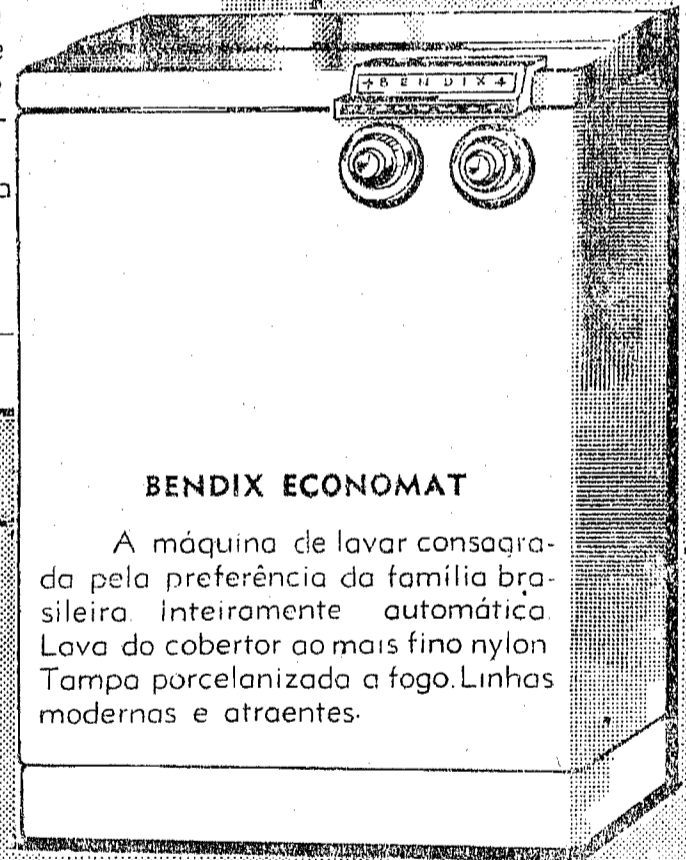 BENDIX
BENDIX ECONOMAT
A máquina de lavar consagra-
da pela preferência da família bra-
sileira. Inteiramente automática.
Lava do cobertor ao mais fino nylon
Tampa porcelanizada a fogo. Linhas
modernas e atraentes.